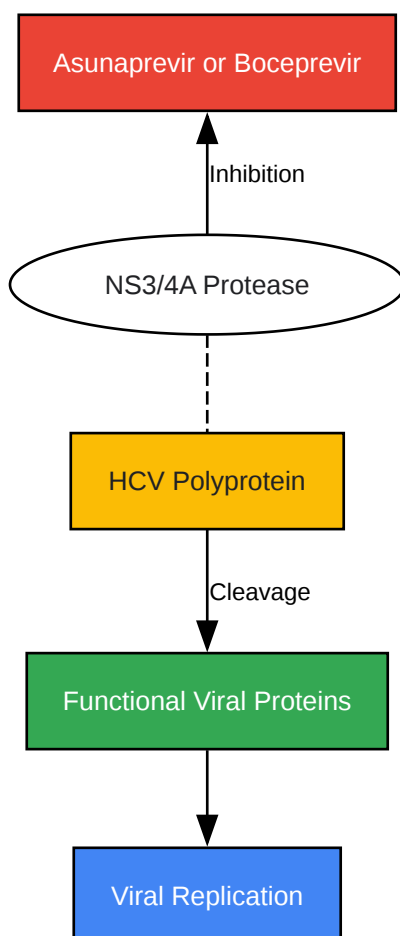 Asunaprevir or Boceprevir
Inhibition
NS3/4A Protease
HCV Polyprotein
Cleavage
Functional Viral Proteins
Viral Replication